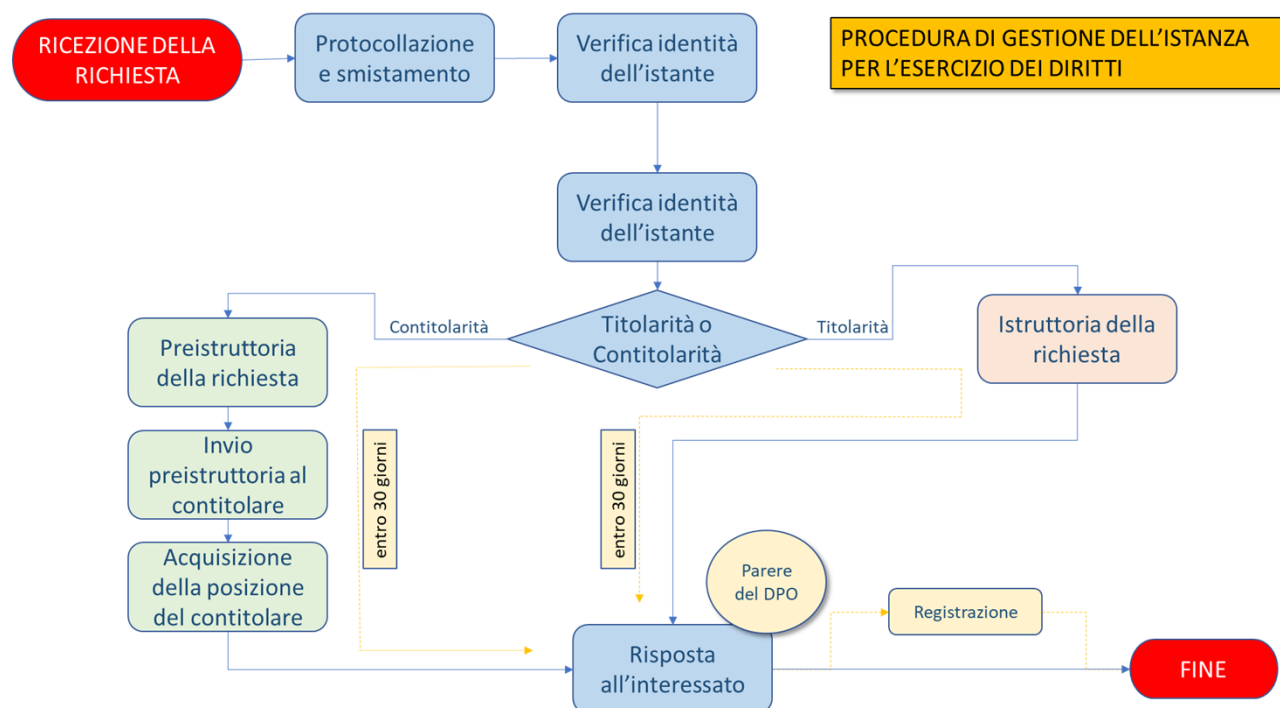 RICEZIONE DELLA
RICHIESTA
Protocollazione
e smistamento
Verifica identità
dell'istante
PROCEDURA DI GESTIONE DELL'ISTANZA
PER L'ESERCIZIO DEI DIRITTI
Verifica identità
dell'istante
Contitolarità
Titolarità o
Contitolarità
Titolarità
Preistruttoria
della richiesta
Istruttoria della
richiesta
Invio
preistruttoria al
contitolare
entro 30 giorni
entro 30 giorni
Acquisizione
della posizione
del contitolare
Parere
del DPO
Registrazione
Risposta
all'interessato
FINE